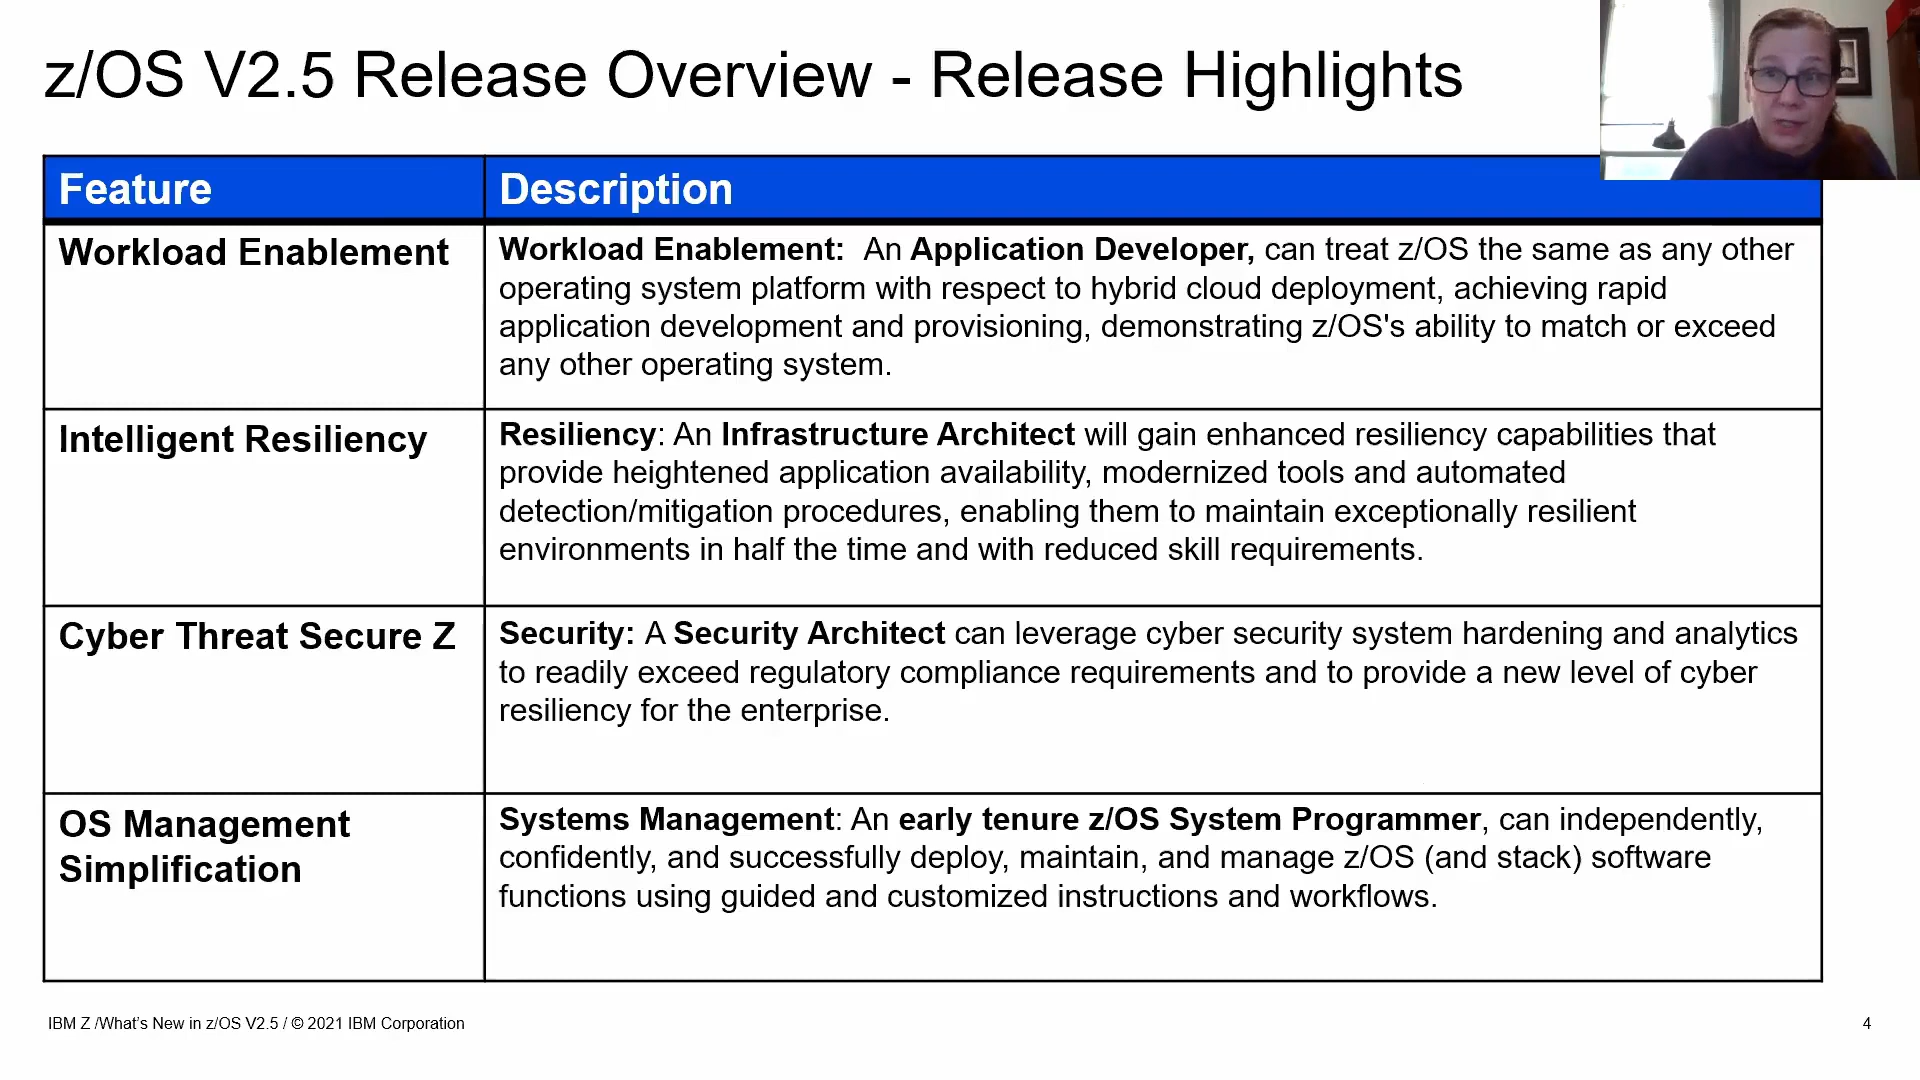 z/OS V2.5 Release Overview - Release Highlights
Feature
Description
Workload Enablement
Workload Enablement:  An Application Developer, can treat z/OS the same as any other
operating system platform with respect to hybrid cloud deployment, achieving rapid
application development and provisioning, demonstrating z/OS's ability to match or exceed
any other operating system.
Intelligent Resiliency
Resiliency: An Infrastructure Architect will gain enhanced resiliency capabilities that
provide heightened application availability, modernized tools and automated
detection/mitigation procedures, enabling them to maintain exceptionally resilient
environments in half the time and with reduced skill requirements.
Cyber Threat Secure Z
Security: A Security Architect can leverage cyber security system hardening and analytics
to readily exceed regulatory compliance requirements and to provide a new level of cyber
resiliency for the enterprise.
OS Management
Simplification
Systems Management: An early tenure z/OS System Programmer, can independently,
confidently, and successfully deploy, maintain, and manage z/OS (and stack) software
functions using guided and customized instructions and workflows.
IBM Z /What’s New in z/OS V2.5 / © 2021 IBM Corporation
4